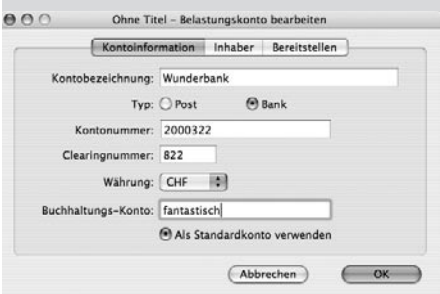 Ohne Titel – Belastungskonto bearbeiten
Kontoinformation Inhaber Bereitstellen
Kontobezeichnung: Wunderbank
Typ: Post Bank
Kontonummer: 2000322
Clearingnummer: 822
Währung: CHF
Buchhaltungs-Konto: fantastisch
Als Standardkonto verwenden
Abbrechen OK